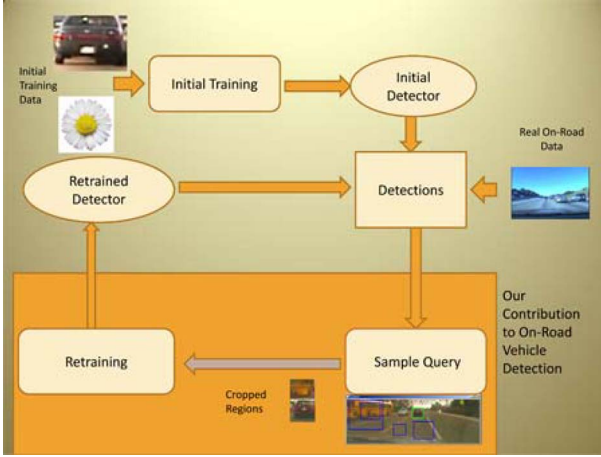 Initial
Training
Data
Initial Training
Initial
Detector
Real On-Road
Data
Retrained
Detector
Detections
Our
Contribution
to On-Road
Vehicle
Detection
Retraining
Sample Query
Cropped
Regions